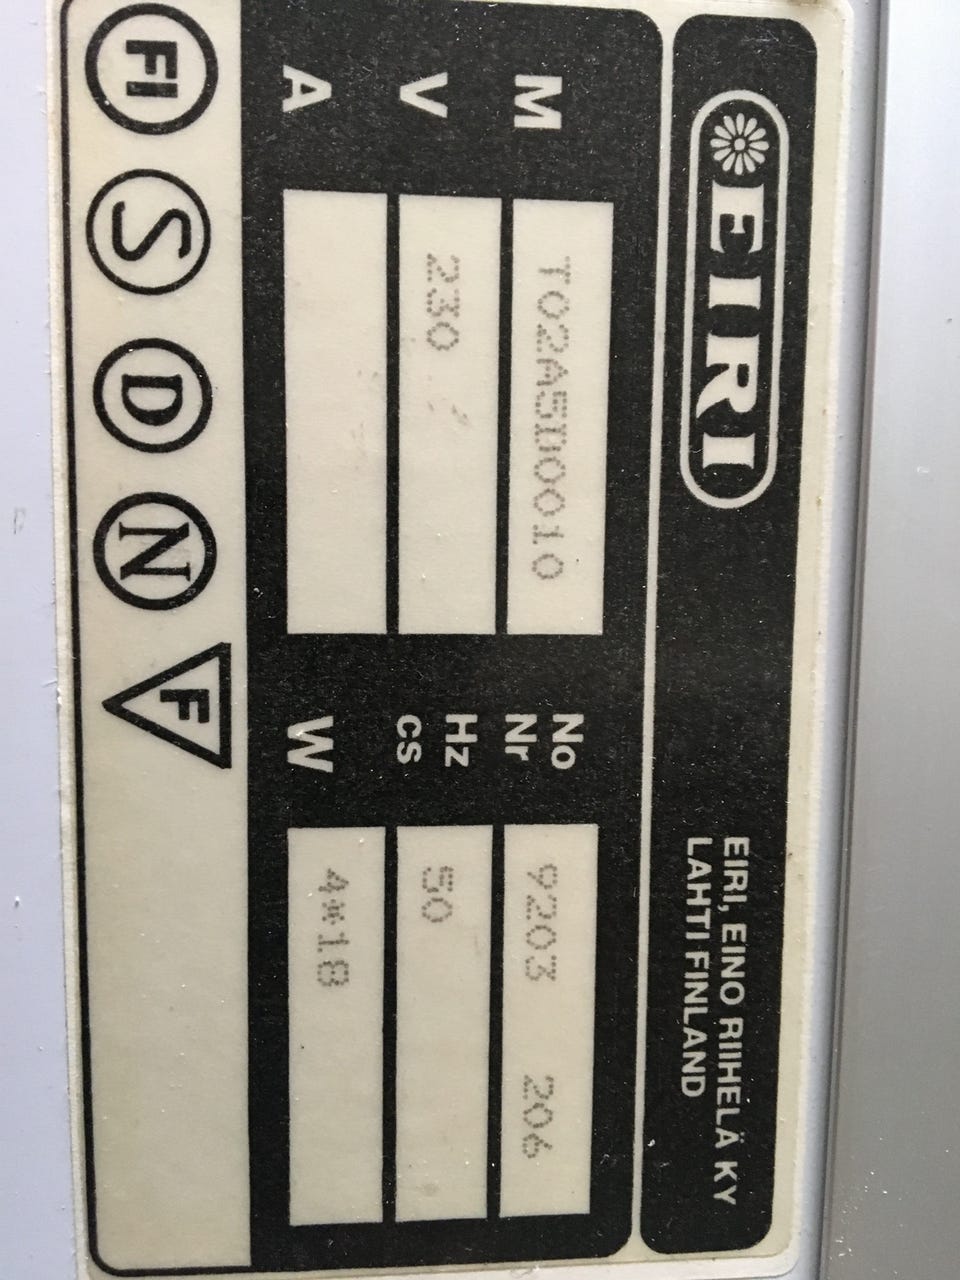 EIRI
EIRI, EINO RIIHELÄ KY
LAHTI FINLAND
M T02A5D0010 No Nr 9203 206
V 230 Hz cs 50
A W 4*18
FI S D N F